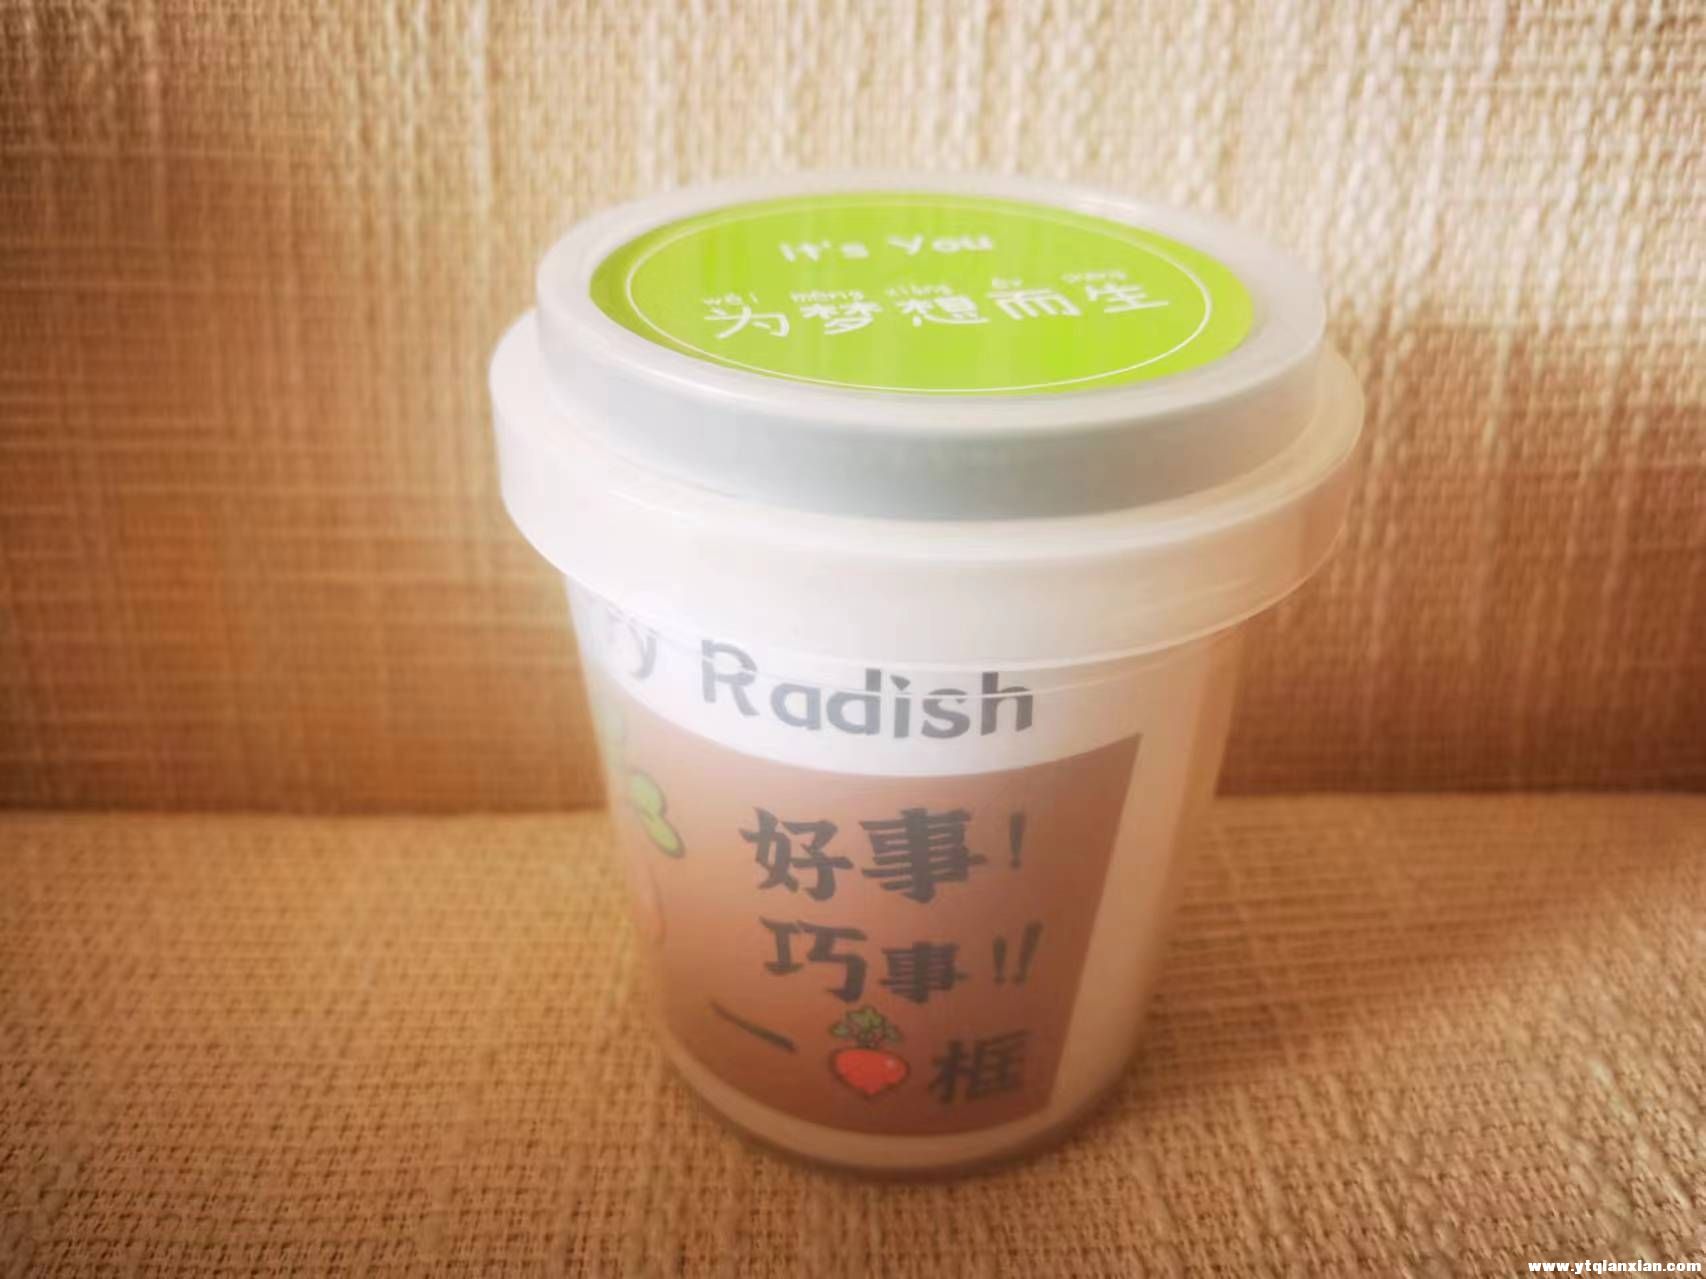 It's You
wèi mèng xiǎng ér shēng
为梦想而生
ry Radish
好事!
巧事!!
一 框
www.ytqianxian.com